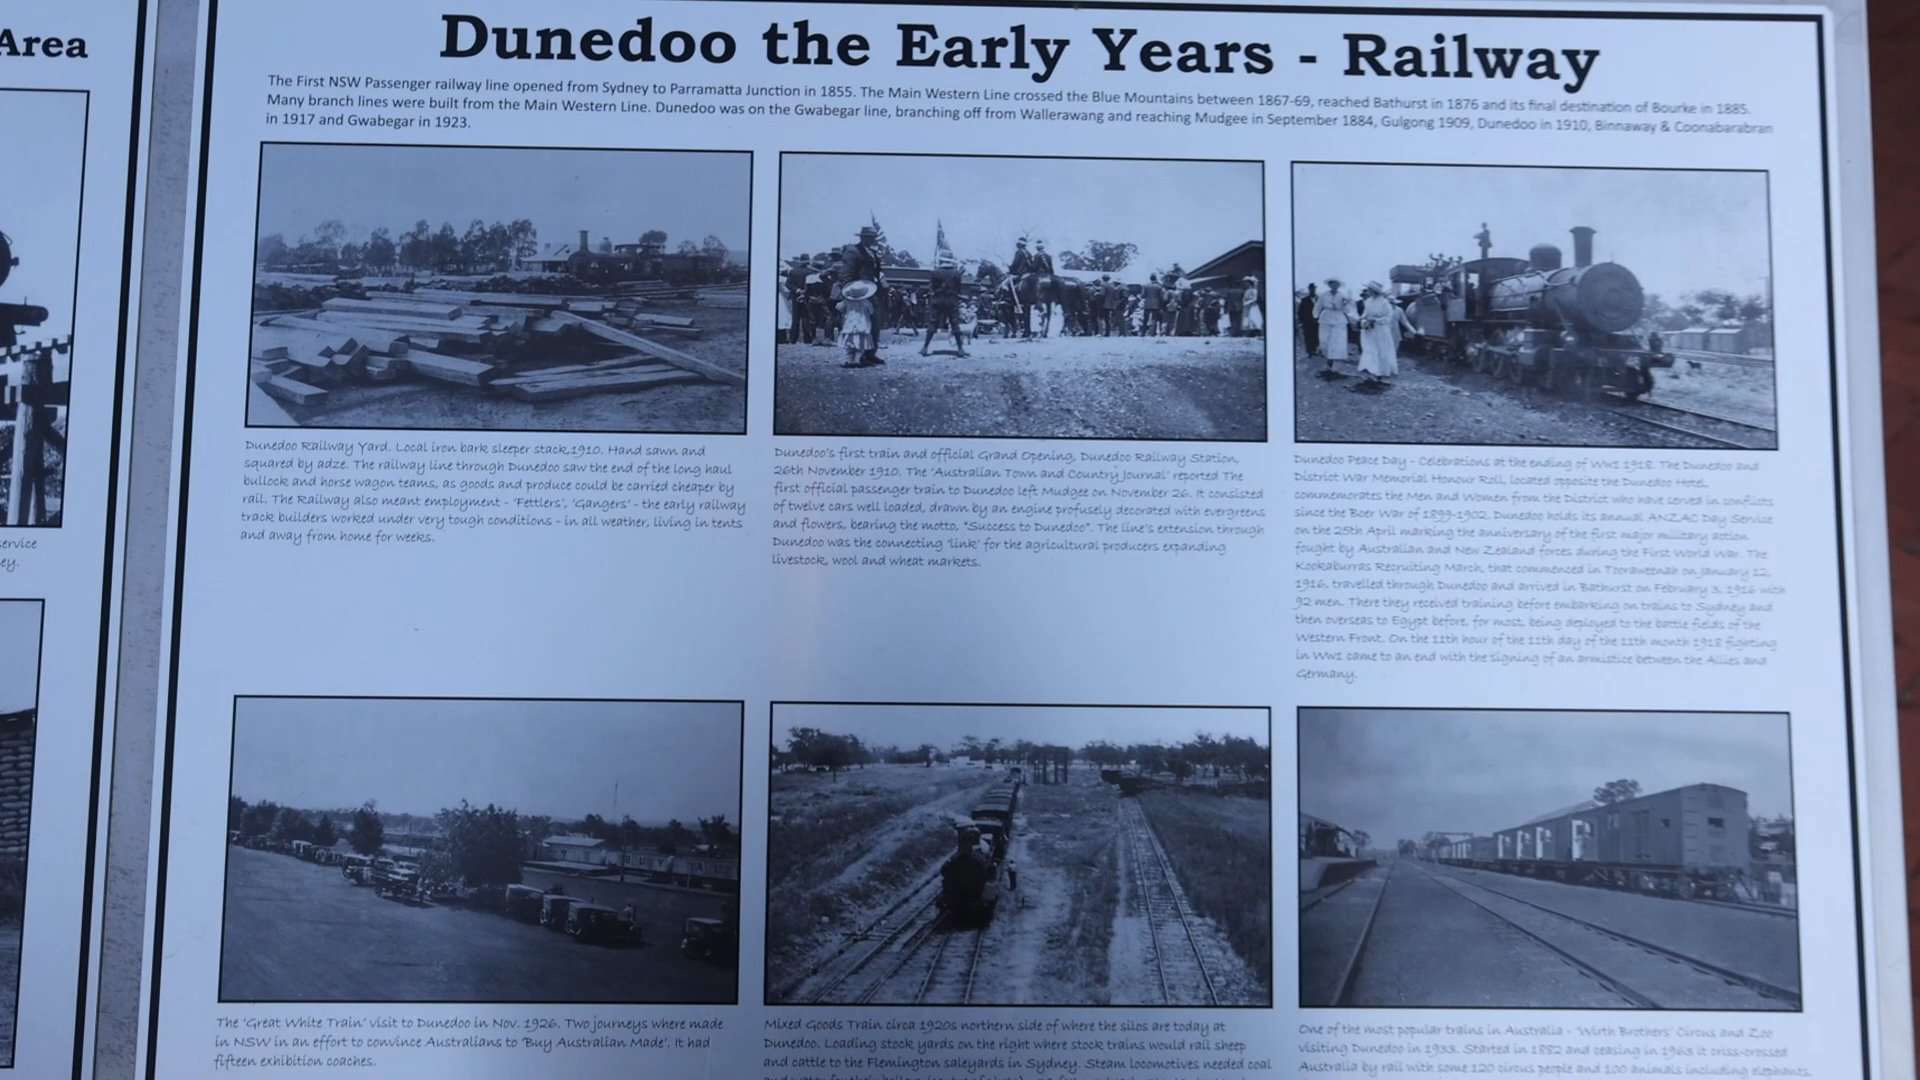 Area
ervice
ey.
Dunedoo the Early Years - Railway
The First NSW Passenger railway line opened from Sydney to Parramatta Junction in 1855. The Main Western Line crossed the Blue Mountains between 1867-69, reached Bathurst in 1876 and its final destination of Bourke in 1885.
Many branch lines were built from the Main Western Line. Dunedoo was on the Gwabegar line, branching off from Wallerawang and reaching Mudgee in September 1884, Gulgong 1909, Dunedoo in 1910, Binnaway & Coonabarabran
in 1917 and Gwabegar in 1923.
Dunedoo Railway Yard. Local iron bark sleeper stack,1910. Hand sawn and
squared by adze. The railway line through Dunedoo saw the end of the long haul
bullock and horse wagon teams, as goods and produce could be carried cheaper by
rail. The Railway also meant employment - 'Fettlers', 'Gangers' - the early railway
track builders worked under very tough conditions - in all weather, living in tents
and away from home for weeks.
Dunedoo's first train and official Grand Opening, Dunedoo Railway Station,
26th November 1910. The 'Australian Town and Country Journal' reported The
first official passenger train to Dunedoo left Mudgee on November 26. It consisted
of twelve cars well loaded, drawn by an engine profusely decorated with evergreens
and flowers, bearing the motto, "Success to Dunedoo". The line's extension through
Dunedoo was the connecting 'link' for the agricultural producers expanding
livestock, wool and wheat markets.
Dunedoo Peace Day - Celebrations at the ending of WW1 1918. The Dunedoo and
District War Memorial Honour Roll, located opposite the Dunedoo Hotel,
commemorates the Men and Women from the District who have served in conflicts
since the Boer War of 1899-1902. Dunedoo holds its annual ANZAC Day Service
on the 25th April marking the anniversary of the first major military action
fought by Australian and New Zealand forces during the First World War. The
Kookaburras Recruiting March, that commenced in Tooraweenah on January 12,
1916, travelled through Dunedoo and arrived in Bathurst on February 3, 1916 with
92 men. There they received training before embarking on trains to Sydney and
then overseas to Egypt before, for most, being deployed to the battle fields of the
Western Front. On the 11th hour of the 11th day of the 11th month 1918 fighting
in WW1 came to an end with the signing of an armistice between the Allies and
Germany.
BUY AU
The 'Great White Train' visit to Dunedoo in Nov. 1926. Two journeys where made
in NSW in an effort to convince Australians to 'Buy Australian Made'. It had
fifteen exhibition coaches.
Mixed Goods Train circa 1920s northern side of where the silos are today at
Dunedoo. Loading stock yards on the right where stock trains would rail sheep
and cattle to the Flemington saleyards in Sydney. Steam locomotives needed coal
One of the most popular trains in Australia - 'Wirth Brothers' Circus and Zoo
visiting Dunedoo in 1933. Started in 1882 and ceasing in 1963 it criss-crossed
Australia by rail with some 120 circus people and 100 animals including elephants,